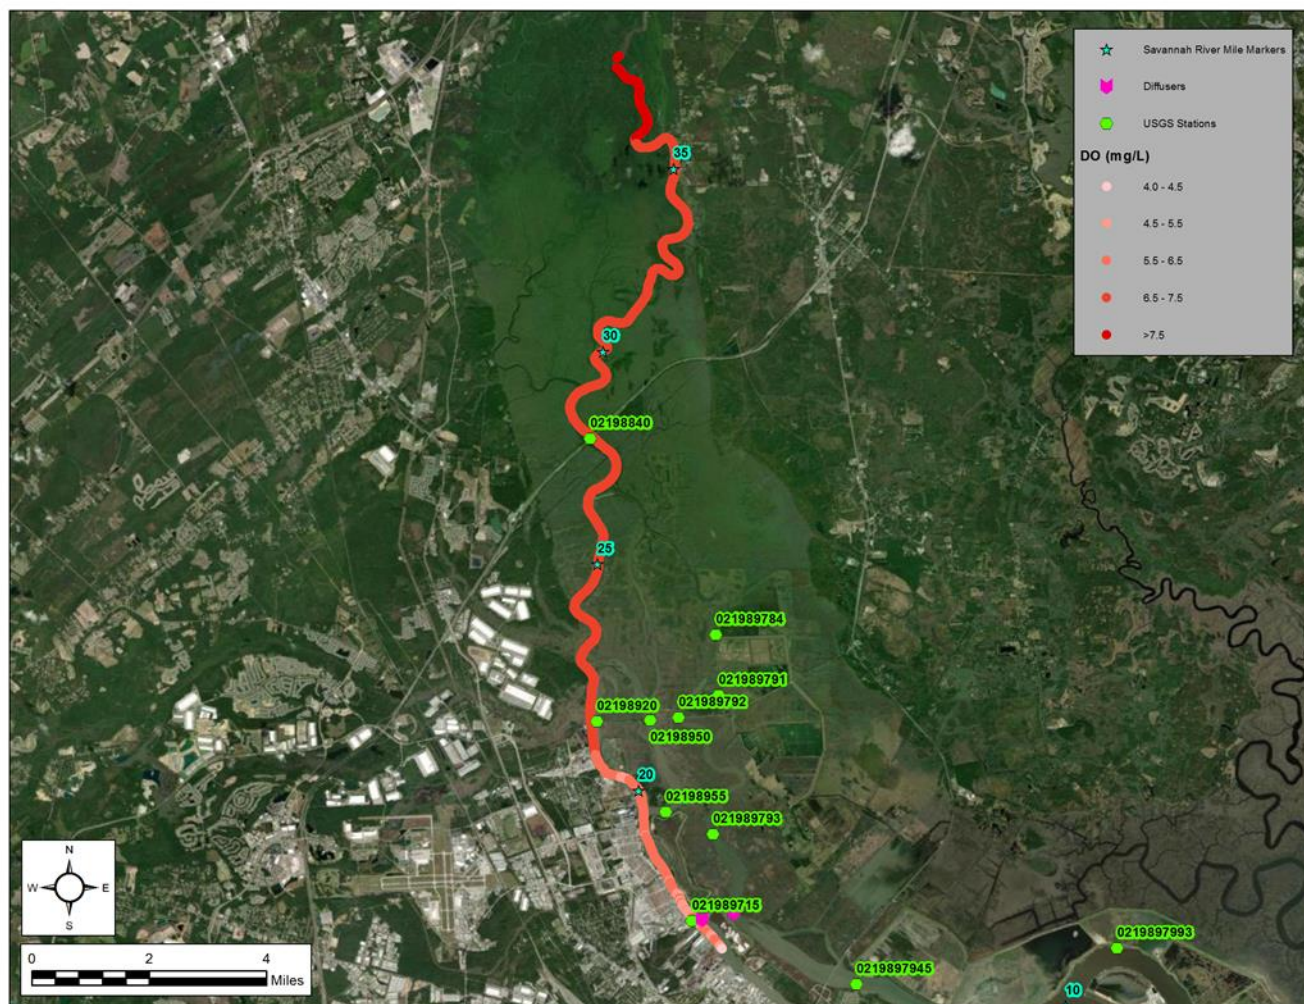 Savannah River Mile Markers
Diffusers
USGS Stations
DO (mg/L)
4.0 - 4.5
4.5 - 5.5
5.5 - 6.5
6.5 - 7.5
>7.5
35
30
02198840
25
021989784
021989791
021989792
02198920
02198950
20
02198955
021989793
021989715
0219897993
0219897945
10
N
W E
S
0 2 4
Miles